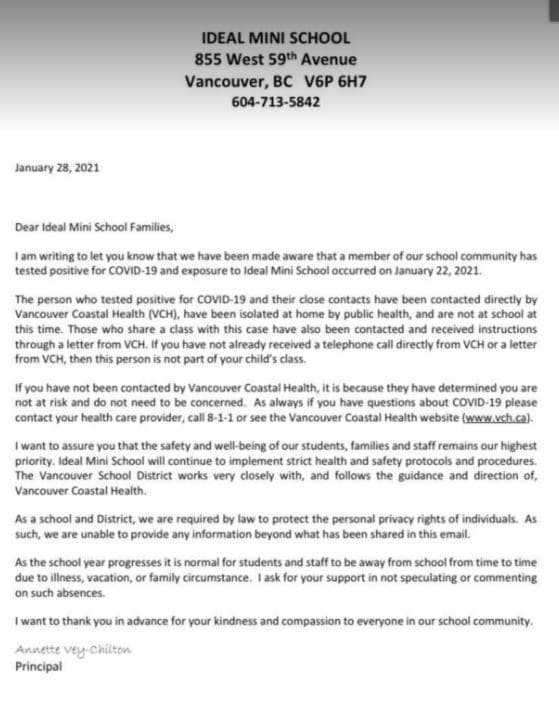 IDEAL MINI SCHOOL
855 West 59th Avenue
Vancouver, BC V6P 6H7
604-713-5842
January 28, 2021
Dear Ideal Mini School Families,
I am writing to let you know that we have been made aware that a member of our school community has
tested positive for COVID-19 and exposure to Ideal Mini School occurred on January 22, 2021.
The person who tested positive for COVID-19 and their close contacts have been contacted directly by
Vancouver Coastal Health (VCH), have been isolated at home by public health, and are not at school at
this time. Those who share a class with this case have also been contacted and received instructions
through a letter from VCH. If you have not already received a telephone call directly from VCH or a letter
from VCH, then this person is not part of your child's class.
If you have not been contacted by Vancouver Coastal Health, it is because they have determined you are
not at risk and do not need to be concerned. As always if you have questions about COVID-19 please
contact your health care provider, call 8-1-1 or see the Vancouver Coastal Health website (www.vch.ca).
I want to assure you that the safety and well-being of our students, families and staff remains our highest
priority. Ideal Mini School will continue to implement strict health and safety protocols and procedures.
The Vancouver School District works very closely with, and follows the guidance and direction of,
Vancouver Coastal Health.
As a school and District, we are required by law to protect the personal privacy rights of individuals. As
such, we are unable to provide any information beyond what has been shared in this email.
As the school year progresses it is normal for students and staff to be away from school from time to time
due to illness, vacation, or family circumstance. I ask for your support in not speculating or commenting
on such absences.
I want to thank you in advance for your kindness and compassion to everyone in our school community.
Annette Vey-Chilton
Principal